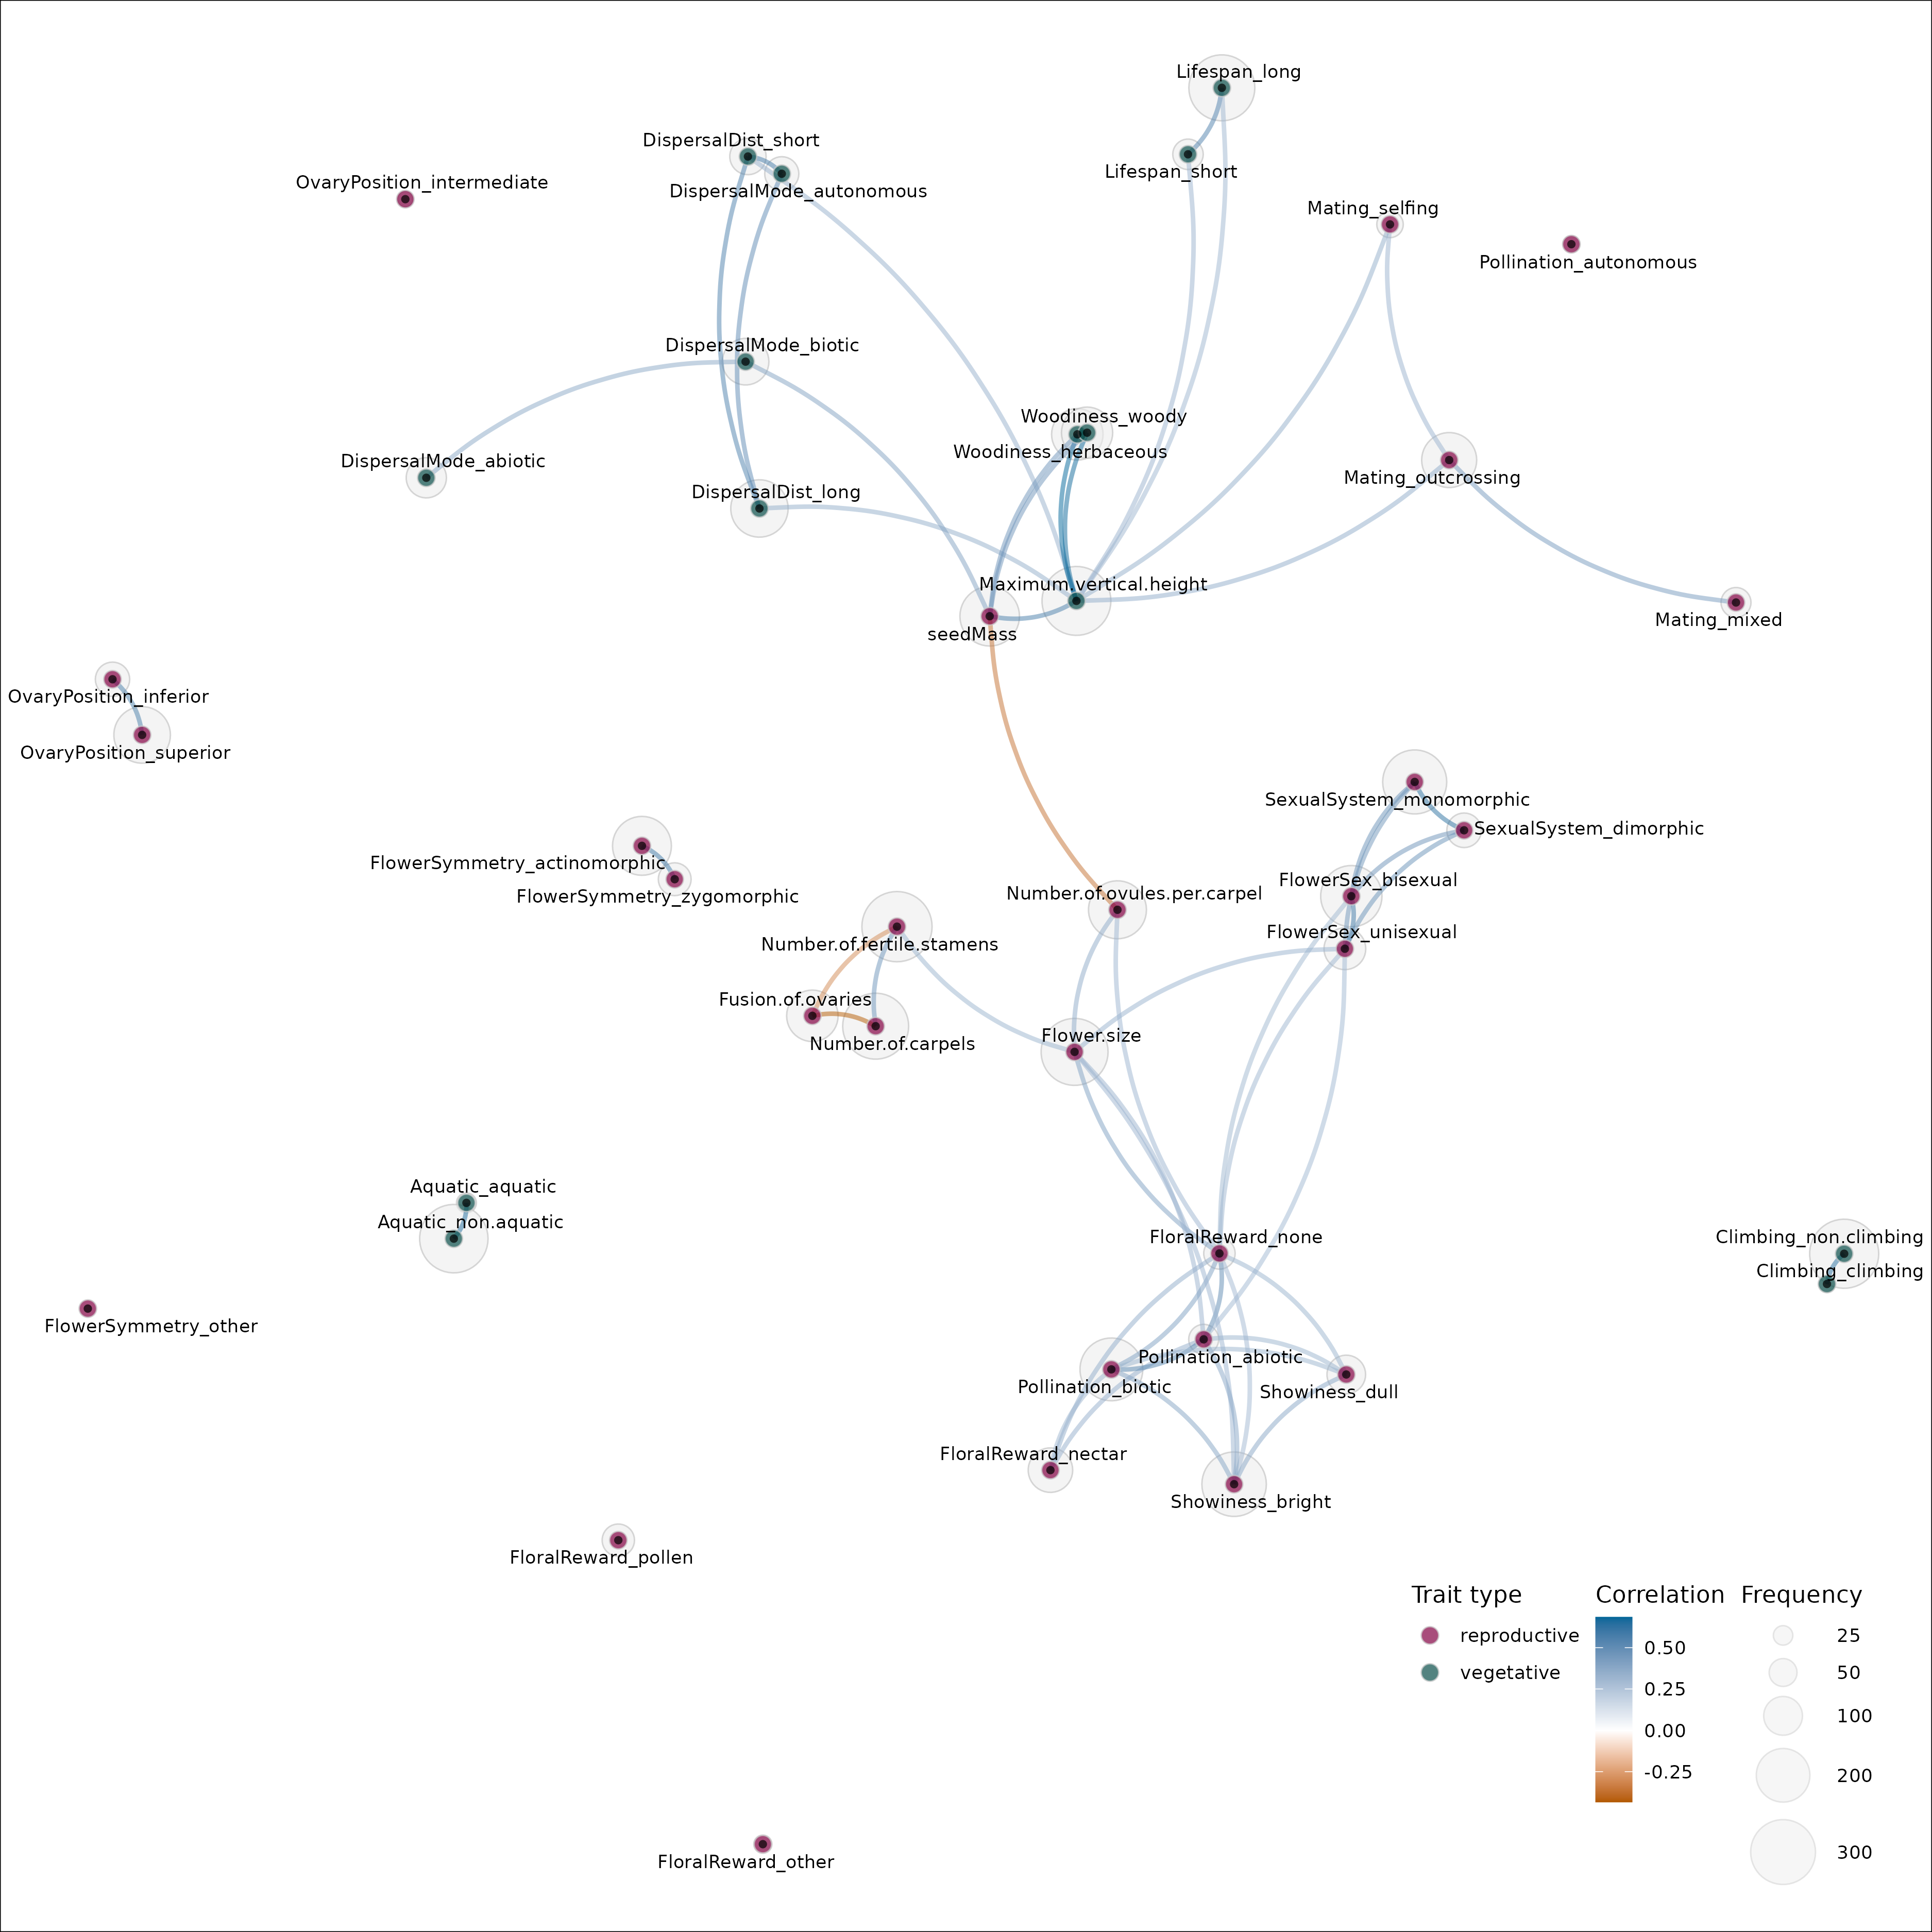 Lifespan_long
DispersalDist_short
Lifespan_short
OvaryPosition_intermediate
DispersalMode_autonomous
Mating_selfing
Pollination_autonomous
DispersalMode_biotic
Woodiness_woody
Woodiness_herbaceous
DispersalMode_abiotic
Mating_outcrossing
DispersalDist_long
Maximum.vertical.height
Mating_mixed
seedMass
OvaryPosition_inferior
OvaryPosition_superior
SexualSystem_monomorphic
SexualSystem_dimorphic
FlowerSymmetry_actinomorphic
FlowerSex_bisexual
FlowerSymmetry_zygomorphic
Number.of.ovules.per.carpel
FlowerSex_unisexual
Number.of.fertile.stamens
Fusion.of.ovaries
Flower.size
Number.of.carpels
Aquatic_aquatic
Aquatic_non.aquatic
FloralReward_none
Climbing_non.climbing
Climbing_climbing
FlowerSymmetry_other
Pollination_abiotic
Pollination_biotic
Showiness_dull
FloralReward_nectar
Showiness_bright
FloralReward_pollen
FloralReward_other
Trait type
reproductive
vegetative
Correlation
0.50
0.25
0.00
-0.25
Frequency
25
50
100
200
300